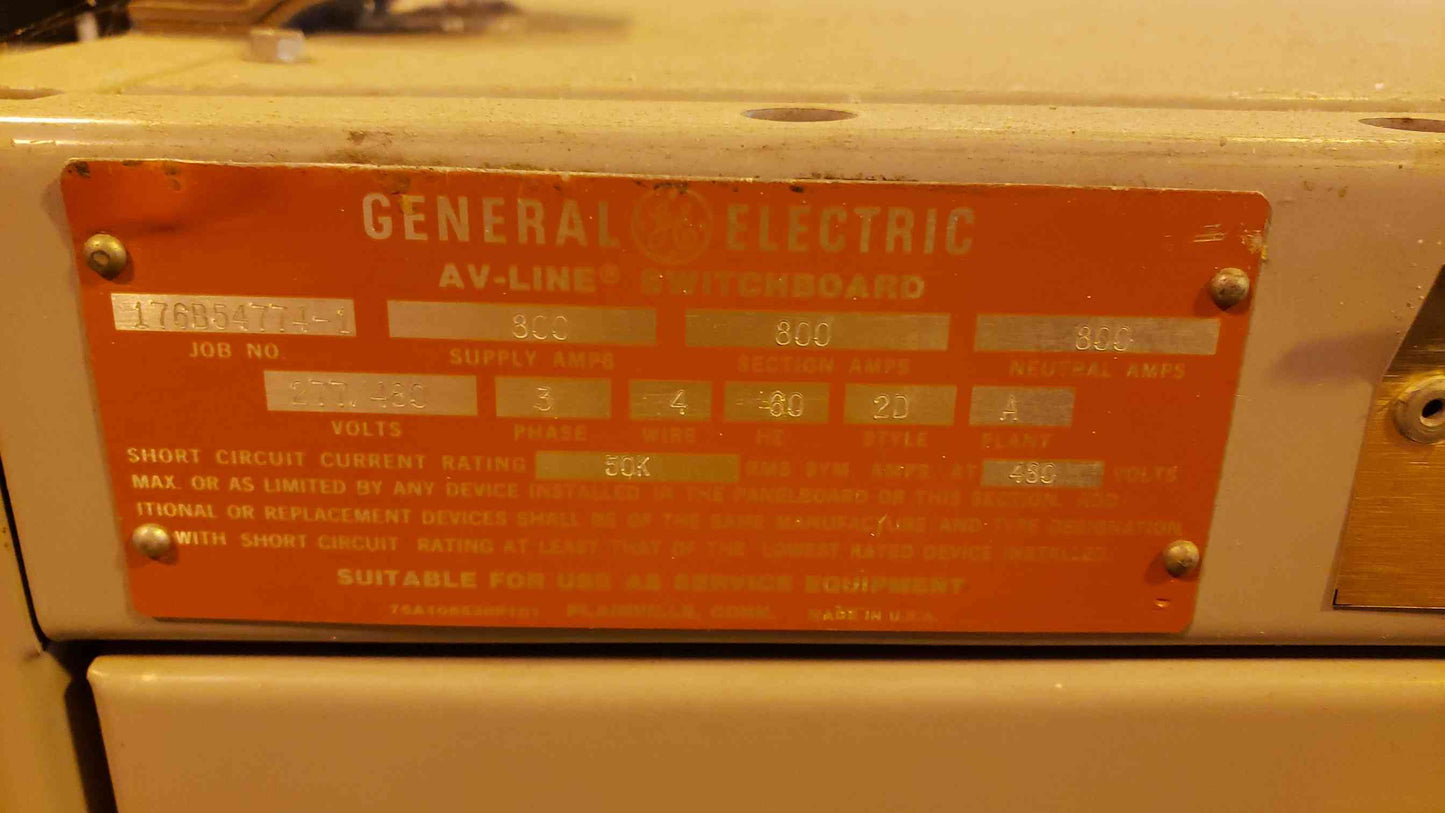 GENERAL GE ELECTRIC
AV-LINE® SWITCHBOARD
176B54774-1 800 800 800
JOB NO. SUPPLY AMPS SECTION AMPS NEUTRAL AMPS
277/480 3 4 60 2D A
VOLTS PHASE WIRE HZ STYLE PLANT
SHORT CIRCUIT CURRENT RATING 50K RMS SYM. AMPS. AT 480 VOLTS
MAX. OR AS LIMITED BY ANY DEVICE INSTALLED IN THE PANELBOARD OR THIS SECTION. ADD
ITIONAL OR REPLACEMENT DEVICES SHALL BE OF THE SAME MANUFACTURE AND TYPE DESIGNATION
WITH SHORT CIRCUIT RATING AT LEAST THAT OF THE LOWEST RATED DEVICE INSTALLED.
SUITABLE FOR USE AS SERVICE EQUIPMENT
PLAINVILLE, CONN. MADE IN U.S.A.